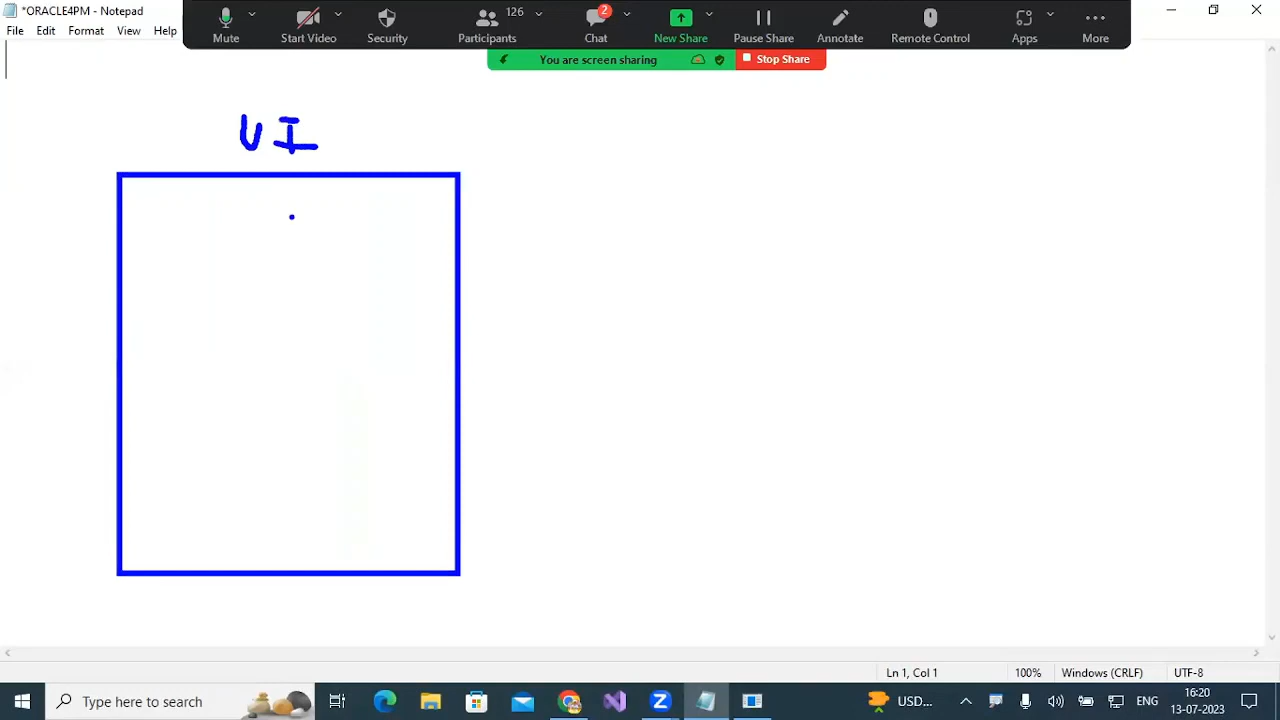 *ORACLE4PM - Notepad
File Edit Format View Help
Mute Start Video Security Participants 126 Chat 2 New Share Pause Share Annotate Remote Control Apps More
You are screen sharing Stop Share
UI
Ln 1, Col 1 100% Windows (CRLF) UTF-8
Type here to search USD... ENG 16:20
13-07-2023